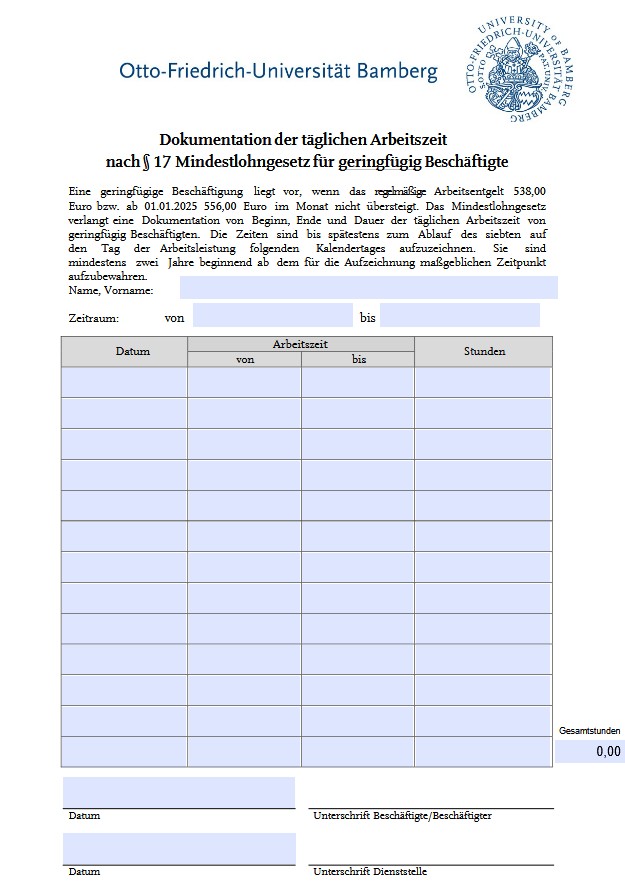 Otto-Friedrich-Universität Bamberg
UNIVERSITY OF BAMBERG
OTTO-FRIEDRICH-UNIVERSITÄT BAMBERG
Dokumentation der täglichen Arbeitszeit
nach § 17 Mindestlohngesetz für geringfügig Beschäftigte
Eine geringfügige Beschäftigung liegt vor, wenn das regelmäßige Arbeitsentgelt 538,00
Euro bzw. ab 01.01.2025 556,00 Euro im Monat nicht übersteigt. Das Mindestlohngesetz
verlangt eine Dokumentation von Beginn, Ende und Dauer der täglichen Arbeitszeit von
geringfügig Beschäftigten. Die Zeiten sind bis spätestens zum Ablauf des siebten auf
den Tag der Arbeitsleistung folgenden Kalendertages aufzuzeichnen. Sie sind
mindestens zwei Jahre beginnend ab dem für die Aufzeichnung maßgeblichen Zeitpunkt
aufzubewahren.
Name, Vorname:
Zeitraum: von bis
Datum Arbeitszeit Stunden
von bis
Gesamtstunden
0,00
Datum Unterschrift Beschäftigte/Beschäftigter
Datum Unterschrift Dienststelle